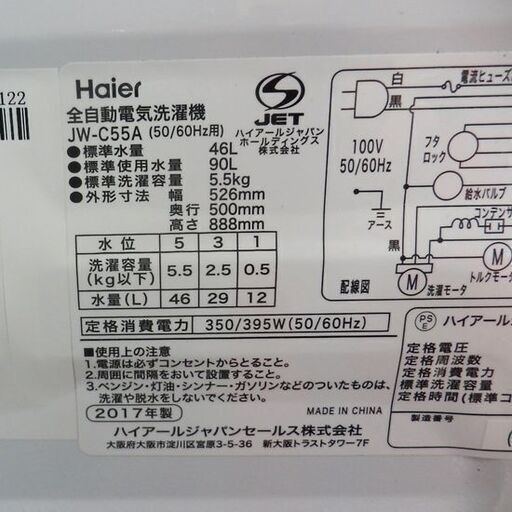 122
Haier
全自動電気洗濯機
JW-C55A (50/60Hz用)
●標準水量 46L
●標準使用水量 90L
●標準洗濯容量 5.5kg
●外形寸法 幅 526mm
奥行 500mm
高さ 888mm
S
JET
ハイアールジャパン
ホールディングス
株式会社
水位 5 3 1
洗濯容量 (kg以下) 5.5 2.5 0.5
水量(L) 46 29 12
定格消費電力 350/395W(50/60Hz)
■使用上の注意
1.電源は必ずコンセントからとること。
2.周囲に間隔をおいて設置すること。
3.ベンジン・灯油・シンナー・ガソリンなどのついたものは、
洗濯や脱水をしないでください。
2017年製
MADE IN CHINA
ハイアールジャパンセールス株式会社
大阪府大阪市淀川区宮原3-5-36 新大阪トラストタワー7F
白
黒
電流ヒューズ
100V
50/60Hz
フタ
ロック
給水バルブ
アース
コンデンサ
黒
M
M
洗濯モータ
トルクモータ
配線図
PS
E
ハイアール
定格電圧
定格周波数
定格消費電力
標準洗濯容量
定格時間(標準コ
製造番号